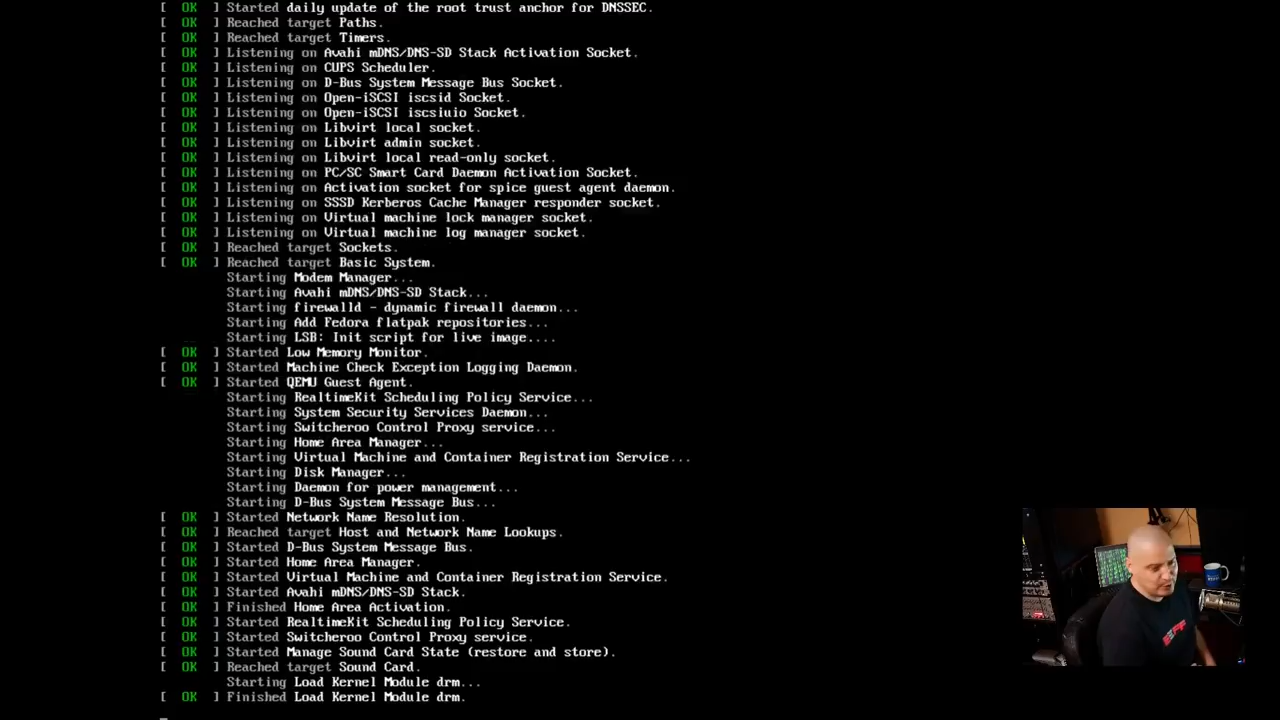 [  OK  ] Started daily update of the root trust anchor for DNSSEC.
[  OK  ] Reached target Paths.
[  OK  ] Reached target Timers.
[  OK  ] Listening on Avahi mDNS/DNS-SD Stack Activation Socket.
[  OK  ] Listening on CUPS Scheduler.
[  OK  ] Listening on D-Bus System Message Bus Socket.
[  OK  ] Listening on Open-iSCSI iscsid Socket.
[  OK  ] Listening on Open-iSCSI iscsiuio Socket.
[  OK  ] Listening on Libvirt local socket.
[  OK  ] Listening on Libvirt admin socket.
[  OK  ] Listening on Libvirt local read-only socket.
[  OK  ] Listening on PC/SC Smart Card Daemon Activation Socket.
[  OK  ] Listening on Activation socket for spice guest agent daemon.
[  OK  ] Listening on SSSD Kerberos Cache Manager responder socket.
[  OK  ] Listening on Virtual machine lock manager socket.
[  OK  ] Listening on Virtual machine log manager socket.
[  OK  ] Reached target Sockets.
[  OK  ] Reached target Basic System.
Starting Modem Manager...
Starting Avahi mDNS/DNS-SD Stack...
Starting firewalld - dynamic firewall daemon...
Starting Add Fedora flatpak repositories...
Starting LSB: Init script for live image....
[  OK  ] Started Low Memory Monitor.
[  OK  ] Started Machine Check Exception Logging Daemon.
[  OK  ] Started QEMU Guest Agent.
Starting RealtimeKit Scheduling Policy Service...
Starting System Security Services Daemon...
Starting Switcheroo Control Proxy service...
Starting Home Area Manager...
Starting Virtual Machine and Container Registration Service...
Starting Disk Manager...
Starting Daemon for power management...
Starting D-Bus System Message Bus...
[  OK  ] Started Network Name Resolution.
[  OK  ] Reached target Host and Network Name Lookups.
[  OK  ] Started D-Bus System Message Bus.
[  OK  ] Started Home Area Manager.
[  OK  ] Started Virtual Machine and Container Registration Service.
[  OK  ] Started Avahi mDNS/DNS-SD Stack.
[  OK  ] Finished Home Area Activation.
[  OK  ] Started RealtimeKit Scheduling Policy Service.
[  OK  ] Started Switcheroo Control Proxy service.
[  OK  ] Started Manage Sound Card State (restore and store).
[  OK  ] Reached target Sound Card.
Starting Load Kernel Module drm...
[  OK  ] Finished Load Kernel Module drm.